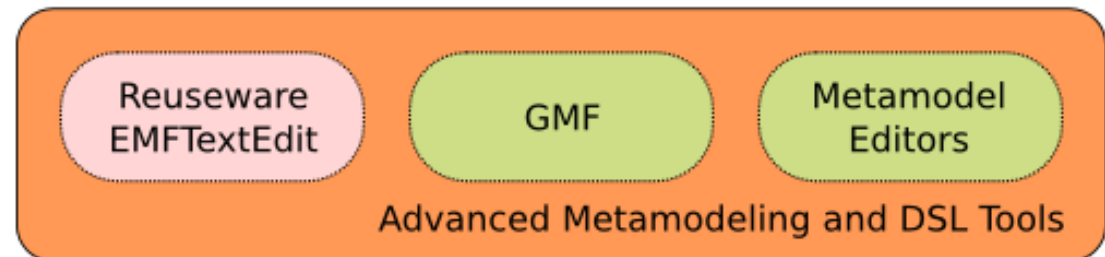 Reuseware
EMFTextEdit
GMF
Metamodel
Editors
Advanced Metamodeling and DSL Tools